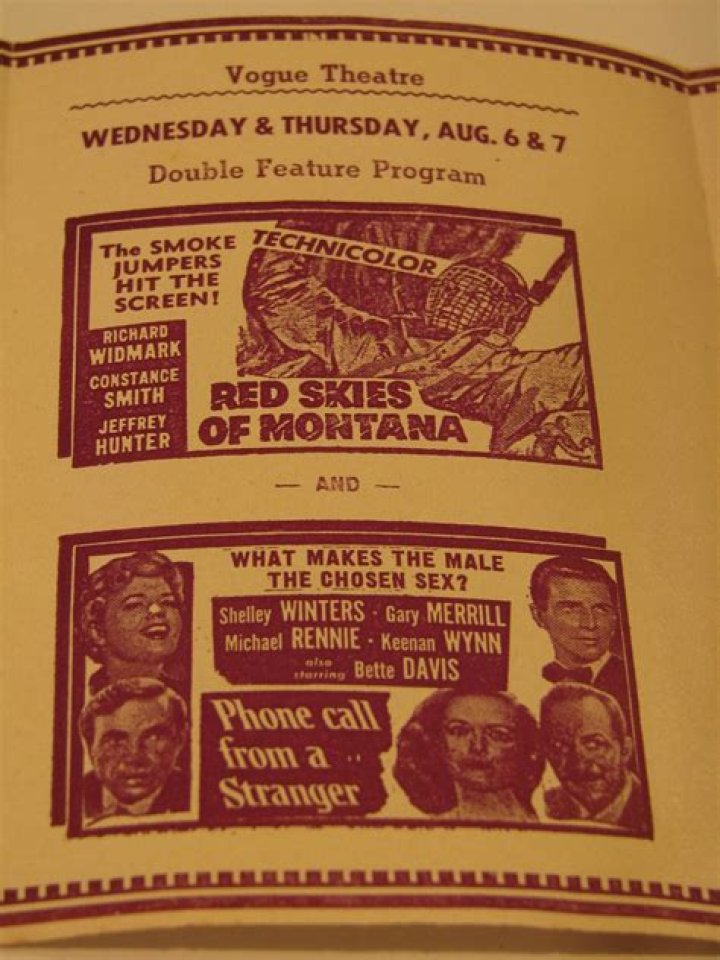 Vogue Theatre
WEDNESDAY & THURSDAY, AUG. 6 & 7
Double Feature Program
The SMOKE
JUMPERS
HIT THE
SCREEN!
TECHNICOLOR
RICHARD
WIDMARK
CONSTANCE
SMITH
JEFFREY
HUNTER
RED SKIES
OF MONTANA
— AND —
WHAT MAKES THE MALE
THE CHOSEN SEX?
Shelley WINTERS · Gary MERRILL
Michael RENNIE · Keenan WYNN
also
starring Bette DAVIS
Phone call
from a ..
Stranger